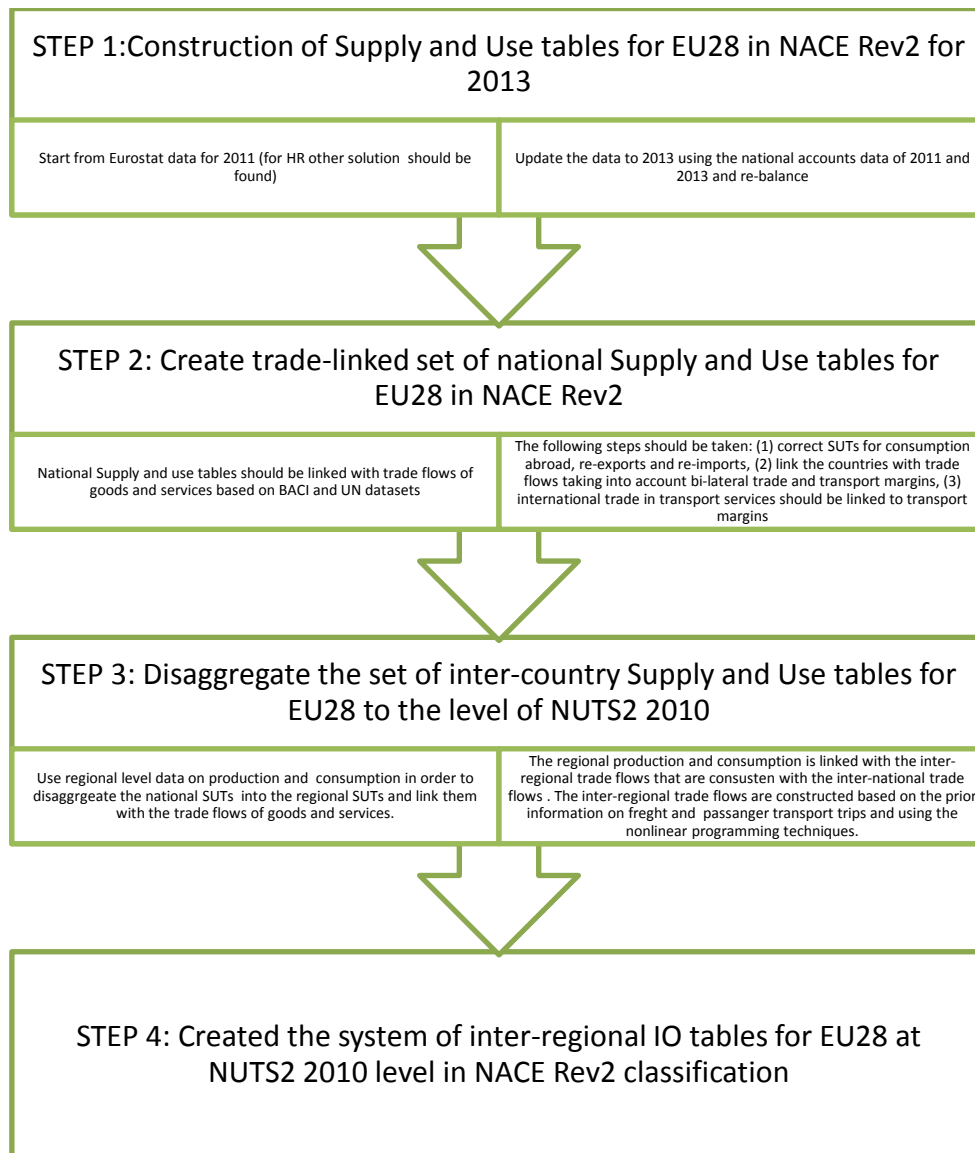 STEP 1:Construction of Supply and Use tables for EU28 in NACE Rev2 for
2013
Start from Eurostat data for 2011 (for HR other solution should be
found)
Update the data to 2013 using the national accounts data of 2011 and
2013 and re-balance
STEP 2: Create trade-linked set of national Supply and Use tables for
EU28 in NACE Rev2
National Supply and use tables should be linked with trade flows of
goods and services based on BACI and UN datasets
The following steps should be taken: (1) correct SUTs for consumption
abroad, re-exports and re-imports, (2) link the countries with trade
flows taking into account bi-lateral trade and transport margins, (3)
international trade in transport services should be linked to transport
margins
STEP 3: Disaggregate the set of inter-country Supply and Use tables for
EU28 to the level of NUTS2 2010
Use regional level data on production and consumption in order to
disaggrgeate the national SUTs into the regional SUTs and link them
with the trade flows of goods and services.
The regional production and consumption is linked with the inter-
regional trade flows that are consusten with the inter-national trade
flows . The inter-regional trade flows are constructed based on the prior
information on freght and passanger transport trips and using the
nonlinear programming techniques.
STEP 4: Created the system of inter-regional IO tables for EU28 at
NUTS2 2010 level in NACE Rev2 classification